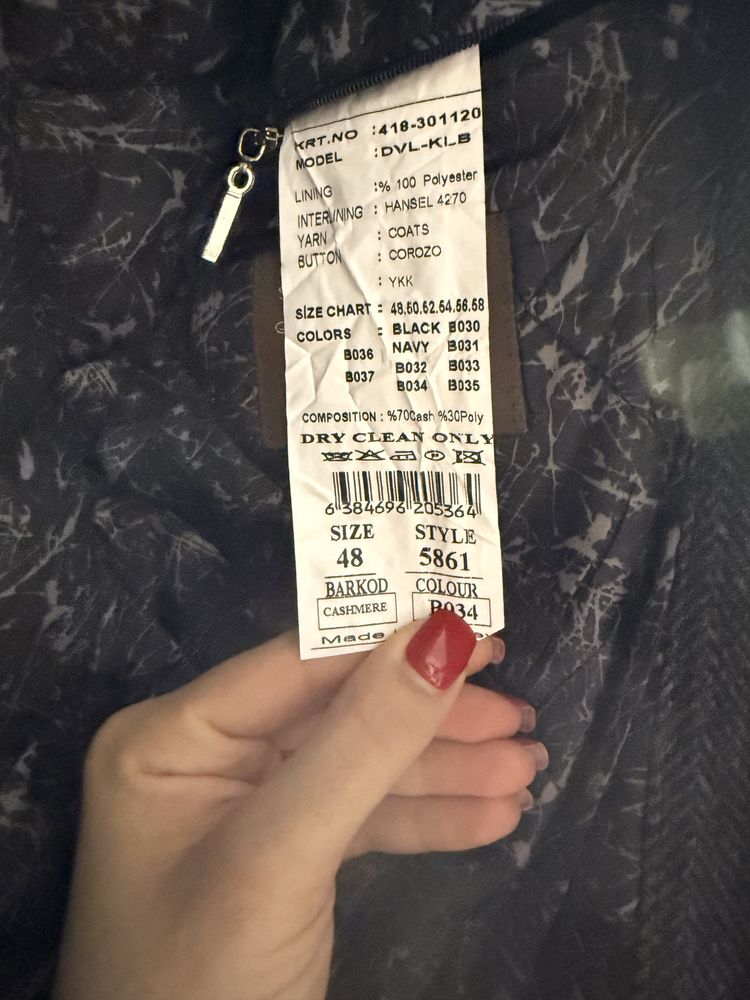 KRT.NO : 418-301120
MODEL : DVL-KLB
LINING : % 100 Polyester
INTERLINING : HANSEL 4270
YARN : COATS
BUTTON : COROZO
: YKK
SIZE CHART : 48.50.52.54.56.58
COLORS : BLACK B030
B036 NAVY B031
B037 B032 B033
B034 B035
COMPOSITION : %70Cash %30Poly
DRY CLEAN ONLY
6 384696 205364
SIZE STYLE
48 5861
BARKOD COLOUR
CASHMERE B034
Made